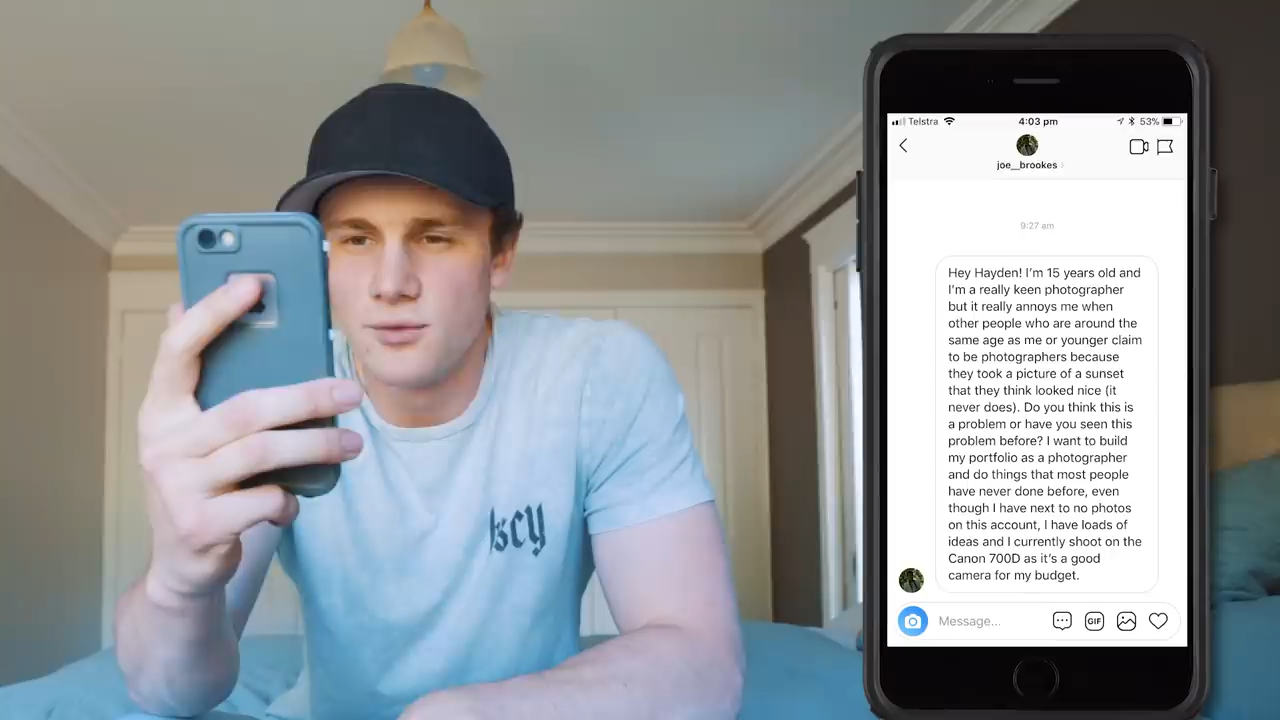 Telstra
4:03 pm
53%
joe__brookes
9:27 am
Hey Hayden! I'm 15 years old and
I'm a really keen photographer
but it really annoys me when
other people who are around the
same age as me or younger claim
to be photographers because
they took a picture of a sunset
that they think looked nice (it
never does). Do you think this is
a problem or have you seen this
problem before? I want to build
my portfolio as a photographer
and do things that most people
have never done before, even
though I have next to no photos
on this account, I have loads of
ideas and I currently shoot on the
Canon 700D as it's a good
camera for my budget.
Message...
GIF